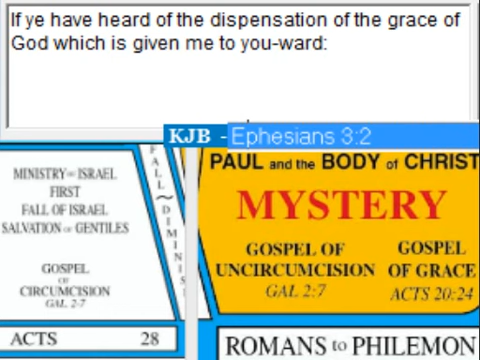 If ye have heard of the dispensation of the grace of
God which is given me to you-ward:
KJB - Ephesians 3:2
MINISTRY TO ISRAEL
FIRST
FALL OF ISRAEL
SALVATION OF GENTILES
GOSPEL
OF
CIRCUMCISION
GAL 2-7
FALL ~ DIMINIS
ACTS 28
PAUL and the BODY of CHRIST
MYSTERY
GOSPEL OF
UNCIRCUMCISION
GAL 2:7
GOSPEL
OF GRACE
ACTS 20:24
ROMANS to PHILEMON